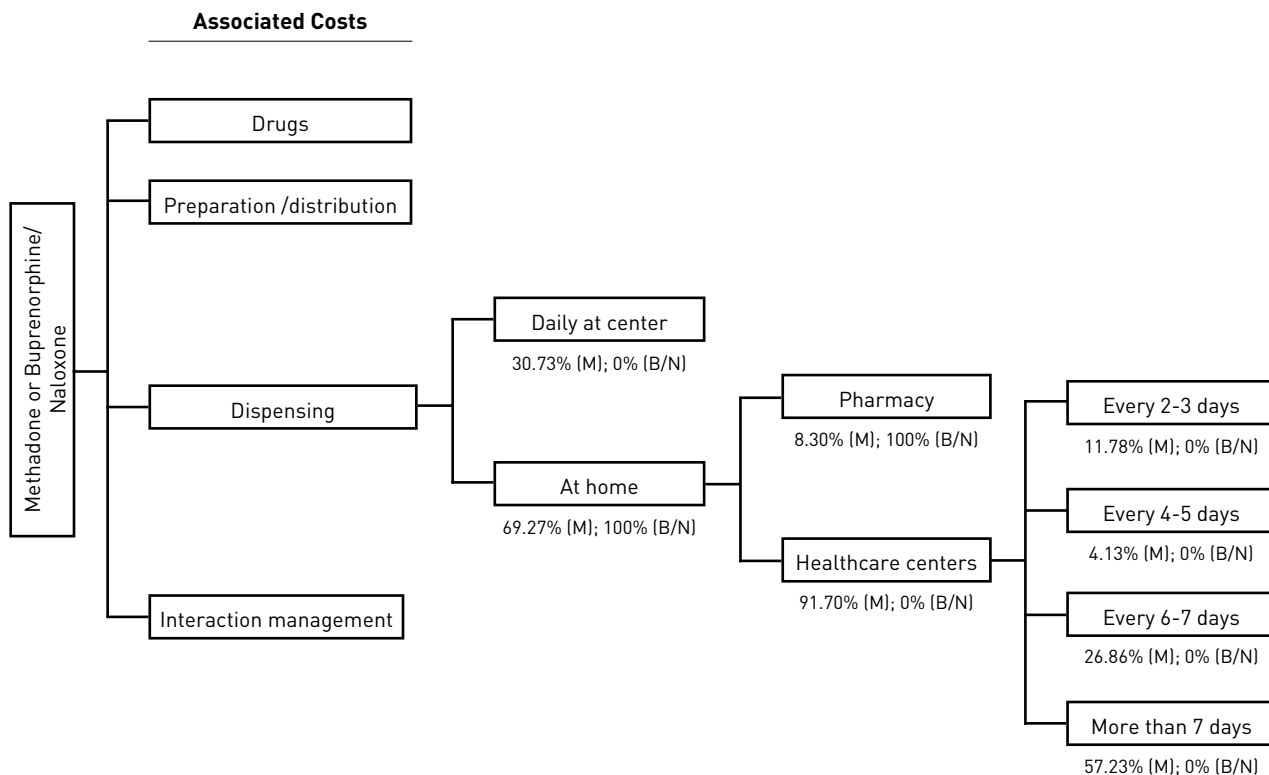 Associated Costs
Drugs
Preparation /distribution
Methadone or Buprenorphine/
Naloxone
Dispensing
Interaction management
Daily at center
30.73% (M); 0% (B/N)
At home
69.27% (M); 100% (B/N)
Pharmacy
8.30% (M); 100% (B/N)
Healthcare centers
91.70% (M); 0% (B/N)
Every 2-3 days
11.78% (M); 0% (B/N)
Every 4-5 days
4.13% (M); 0% (B/N)
Every 6-7 days
26.86% (M); 0% (B/N)
More than 7 days
57.23% (M); 0% (B/N)